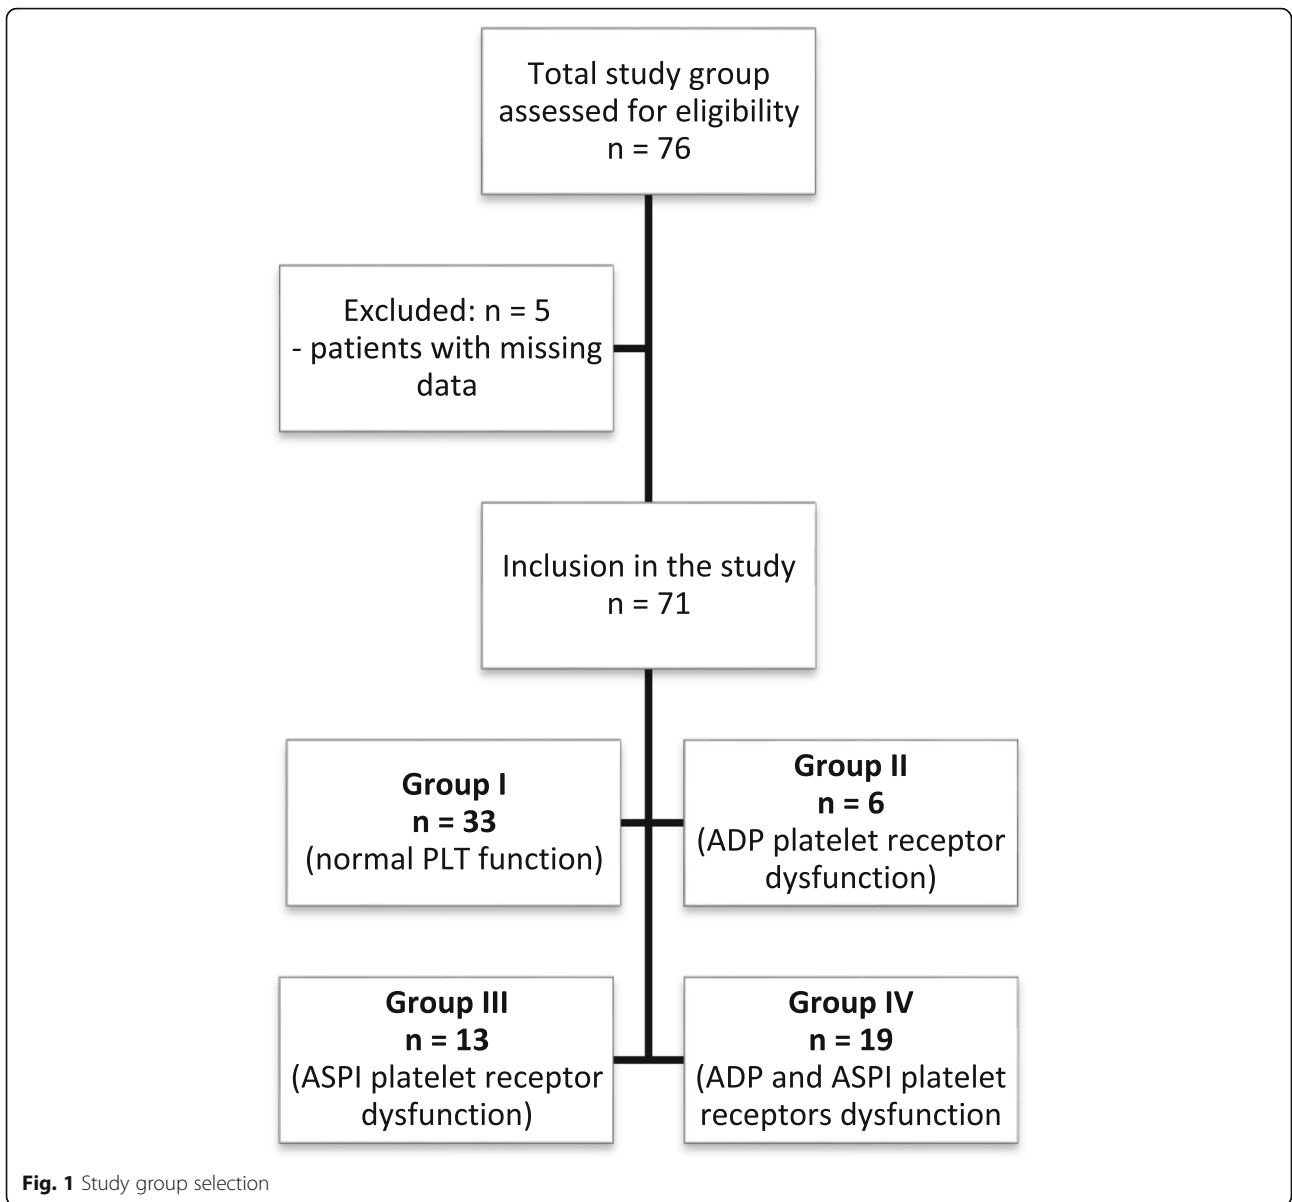 Total study group
assessed for eligibility
n = 76
Excluded: n = 5
- patients with missing
data
Inclusion in the study
n = 71
Group I
n = 33
(normal PLT function)
Group II
n = 6
(ADP platelet receptor
dysfunction)
Group III
n = 13
(ASPI platelet receptor
dysfunction)
Group IV
n = 19
(ADP and ASPI platelet
receptors dysfunction
Fig. 1 Study group selection